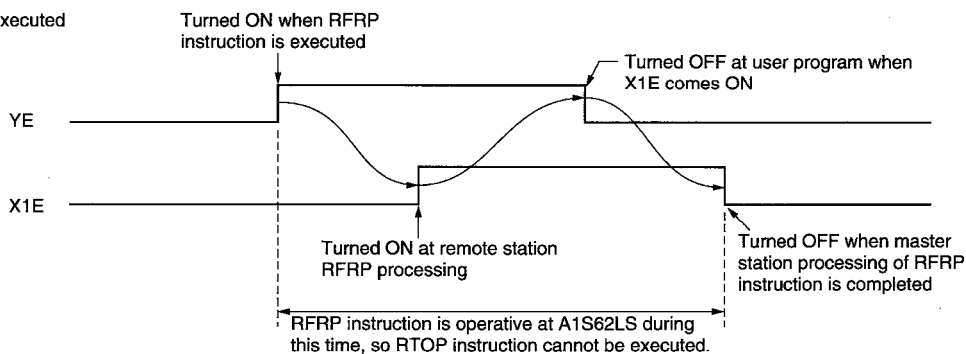 xecuted
Turned ON when RFRP
instruction is executed
Turned OFF at user program when
X1E comes ON
YE
X1E
Turned ON at remote station
RFRP processing
Turned OFF when master
station processing of RFRP
instruction is completed
RFRP instruction is operative at A1S62LS during
this time, so RTOP instruction cannot be executed.